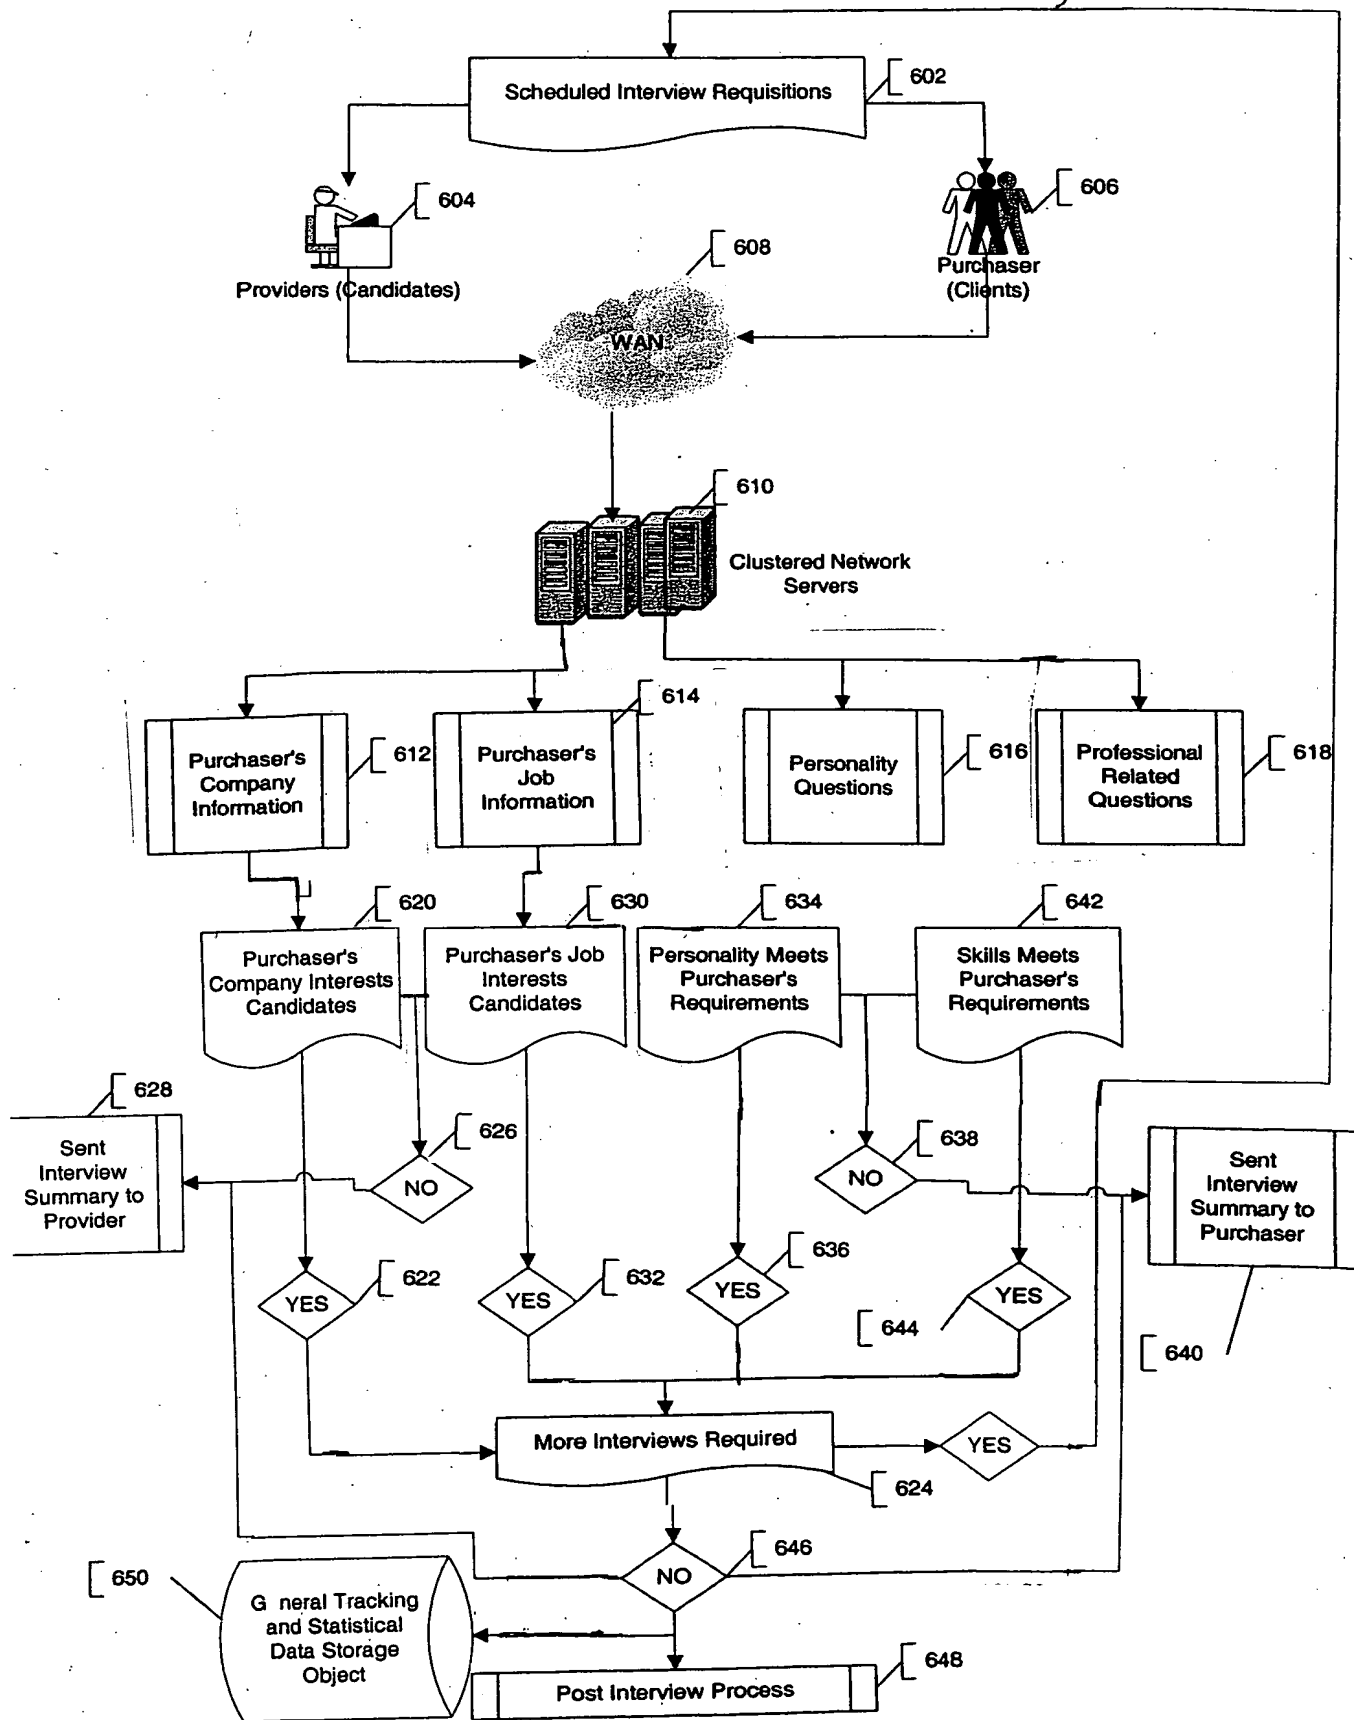 602
Scheduled Interview Requisitions
604
606
Providers (Candidates)
Purchaser
(Clients)
608
WAN
610
Clustered Network
Servers
612
Purchaser's
Company
Information
614
Purchaser's
Job
Information
616
Personality
Questions
618
Professional
Related
Questions
620
Purchaser's
Company Interests
Candidates
630
Purchaser's Job
Interests
Candidates
634
Personality Meets
Purchaser's
Requirements
642
Skills Meets
Purchaser's
Requirements
628
Sent
Interview
Summary to
Provider
626
NO
638
NO
Sent
Interview
Summary to
Purchaser
640
622
YES
632
YES
636
YES
644
YES
More Interviews Required
624
YES
646
NO
650
G neral Tracking
and Statistical
Data Storage
Object
648
Post Interview Process